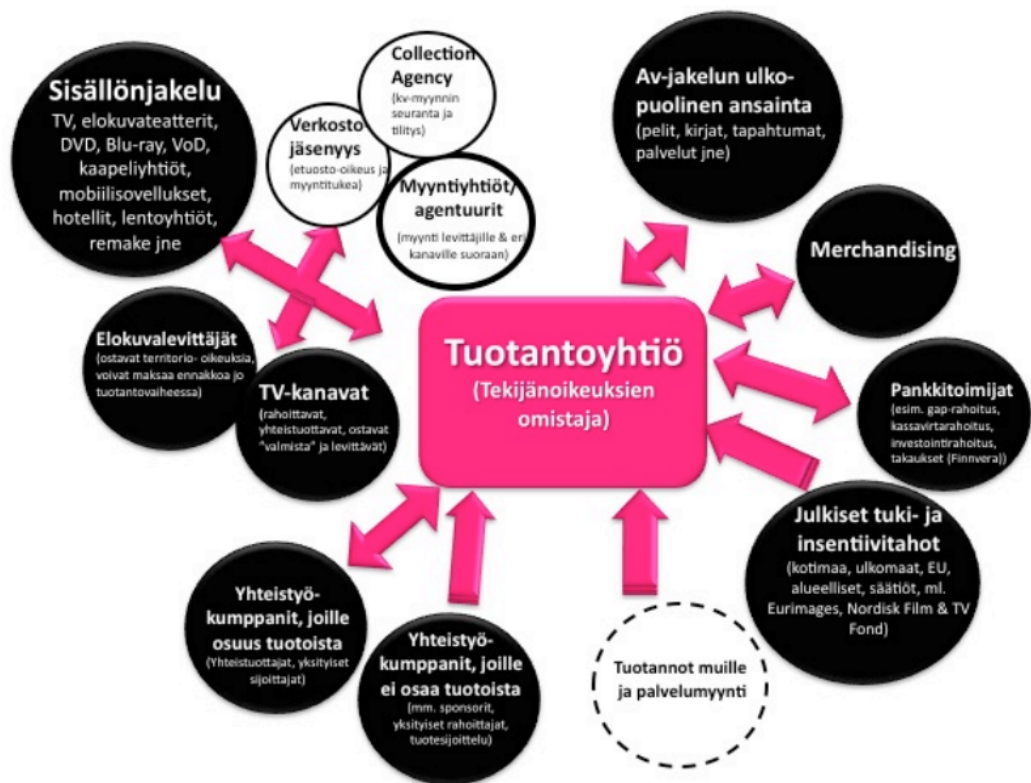 Sisällönjakelu
TV, elokuvateatterit,
DVD, Blu-ray, VoD,
kaapeliyhtiöt,
mobiilisovellukset,
hotellit, lentoyhtiöt,
remake jne
Collection
Agency
(kv-myynnin
seuranta ja
tilitys)
Verkosto-
jäsenyys
(etuosto-oikeus ja
myyntitukea)
Myyntiyhtiöt/
agentuurit
(myynti levittäjille & eri
kanaville suoraan)
Av-jakelun ulko-
puolinen ansainta
(pelit, kirjat, tapahtumat,
palvelut jne)
Merchandising
Elokuvalevittäjät
(ostavat territorio- oikeuksia,
voivat maksaa ennakkoa jo
tuotantovaiheessa)
TV-kanavat
(rahoittavat,
yhteistuottavat, ostavat
"valmista" ja levittävät)
Tuotantoyhtiö
(Tekijänoikeuksien
omistaja)
Pankkitoimijat
(esim. gap-rahoitus,
kassavirtarahoitus,
investointirahoitus,
takaukset (Finnvera))
Julkiset tuki- ja
insentiivitahot
(kotimaa, ulkomaat, EU,
alueelliset, säätiöt, ml.
Eurimages, Nordisk Film & TV
Fond)
Yhteistyö-
kumppanit, joille
osuus tuotoista
(Yhteistuottajat, yksityiset
sijoittajat)
Yhteistyö-
kumppanit, joille
ei osaa tuotoista
(mm. sponsorit,
yksityiset rahoittajat,
tuotesijoittelu)
Tuotannot muille
ja palvelumyynti